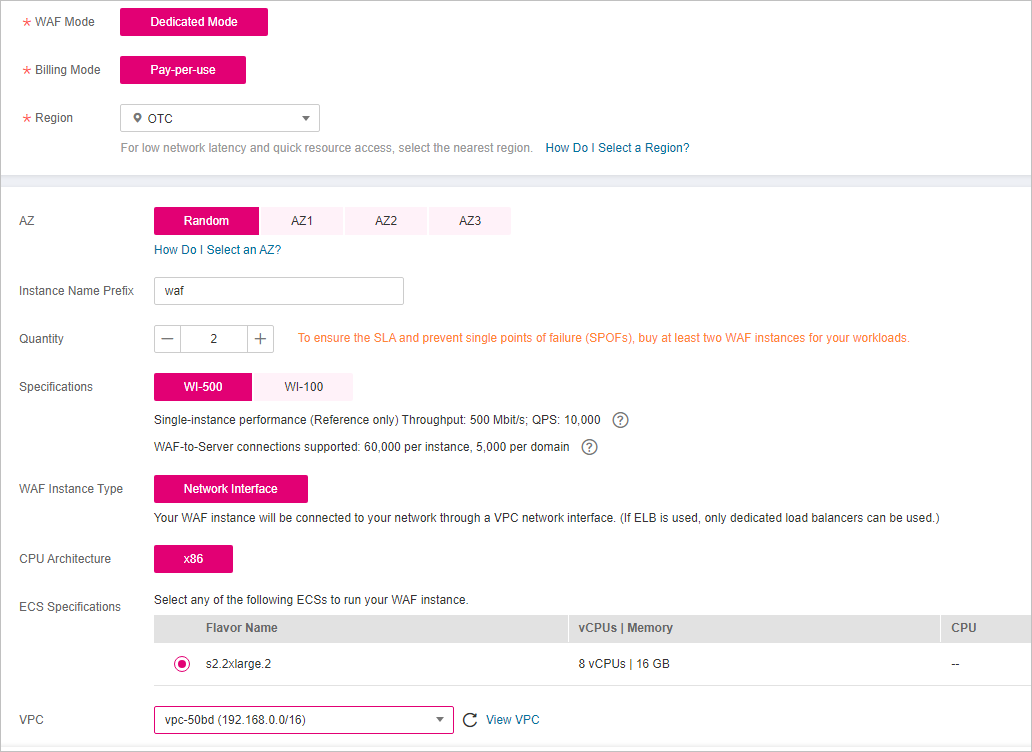 * WAF Mode Dedicated Mode
* Billing Mode Pay-per-use
* Region OTC
For low network latency and quick resource access, select the nearest region. How Do I Select a Region?
AZ Random AZ1 AZ2 AZ3
How Do I Select an AZ?
Instance Name Prefix waf
Quantity — 2 + To ensure the SLA and prevent single points of failure (SPOFs), buy at least two WAF instances for your workloads.
Specifications WI-500 WI-100
Single-instance performance (Reference only) Throughput: 500 Mbit/s; QPS: 10,000 ?
WAF-to-Server connections supported: 60,000 per instance, 5,000 per domain ?
WAF Instance Type Network Interface
Your WAF instance will be connected to your network through a VPC network interface. (If ELB is used, only dedicated load balancers can be used.)
CPU Architecture x86
ECS Specifications Select any of the following ECSs to run your WAF instance.
Flavor Name vCPUs | Memory CPU
s2.2xlarge.2 8 vCPUs | 16 GB --
VPC vpc-50bd (192.168.0.0/16) View VPC